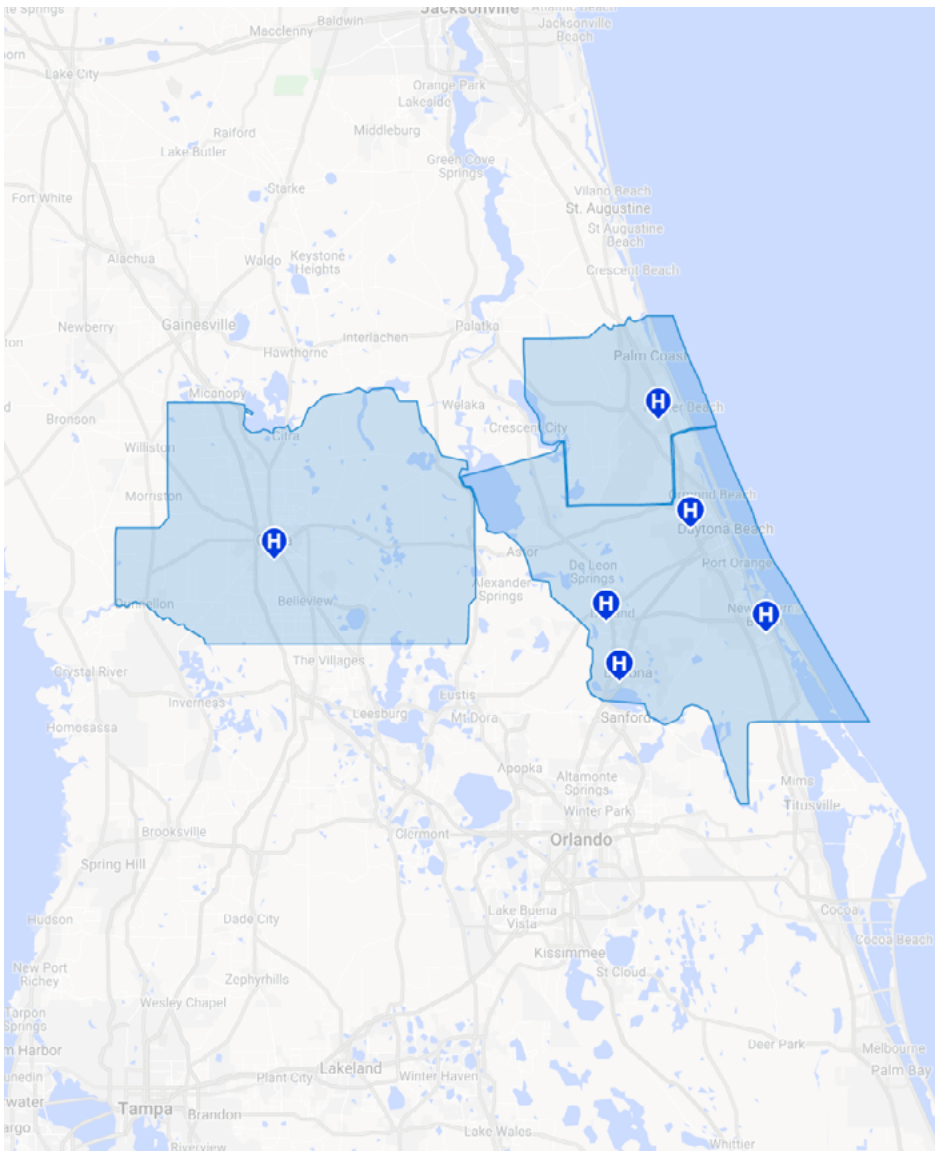 Jacksonville
Baldwin
Macclenny
Jacksonville
Beach
Lake City
Orange Park
Lakeside
Raiford
Middleburg
Lake Butler
Green Cove
Springs
Starke
Fort White
Vilano Beach
St. Augustine
St Augustine
Beach
Alachua
Waldo
Keystone
Heights
Crescent Beach
Newberry
Gainesville
Interlachen
Palatka
Hawthorne
Palm Coast
Micanopy
Welaka
H
Beach
Bronson
Crescent City
Citra
Williston
Morriston
Ormond Beach
H
Daytona Beach
H
Astor
De Leon
Springs
Port Orange
Alexander
Springs
Dunnellon
Belleview
H
H
The Villages
H
Crystal River
Inverness
Eustis
Leesburg
Mt Dora
Sanford
Homosassa
Apopka
Altamonte
Springs
Mims
Winter Park
Titusville
Brooksville
Clermont
Orlando
Spring Hill
Hudson
Dade City
Lake Buena
Vista
Cocoa
Cocoa Beach
Kissimmee
St Cloud
New Port
Richey
Zephyrhills
Wesley Chapel
Tarpon
Springs
Deer Park
Melbourne
Lakeland
Plant City
Winter Haven
Palm Bay
Tampa
Brandon
Lake Wales
Riverview
Whittier